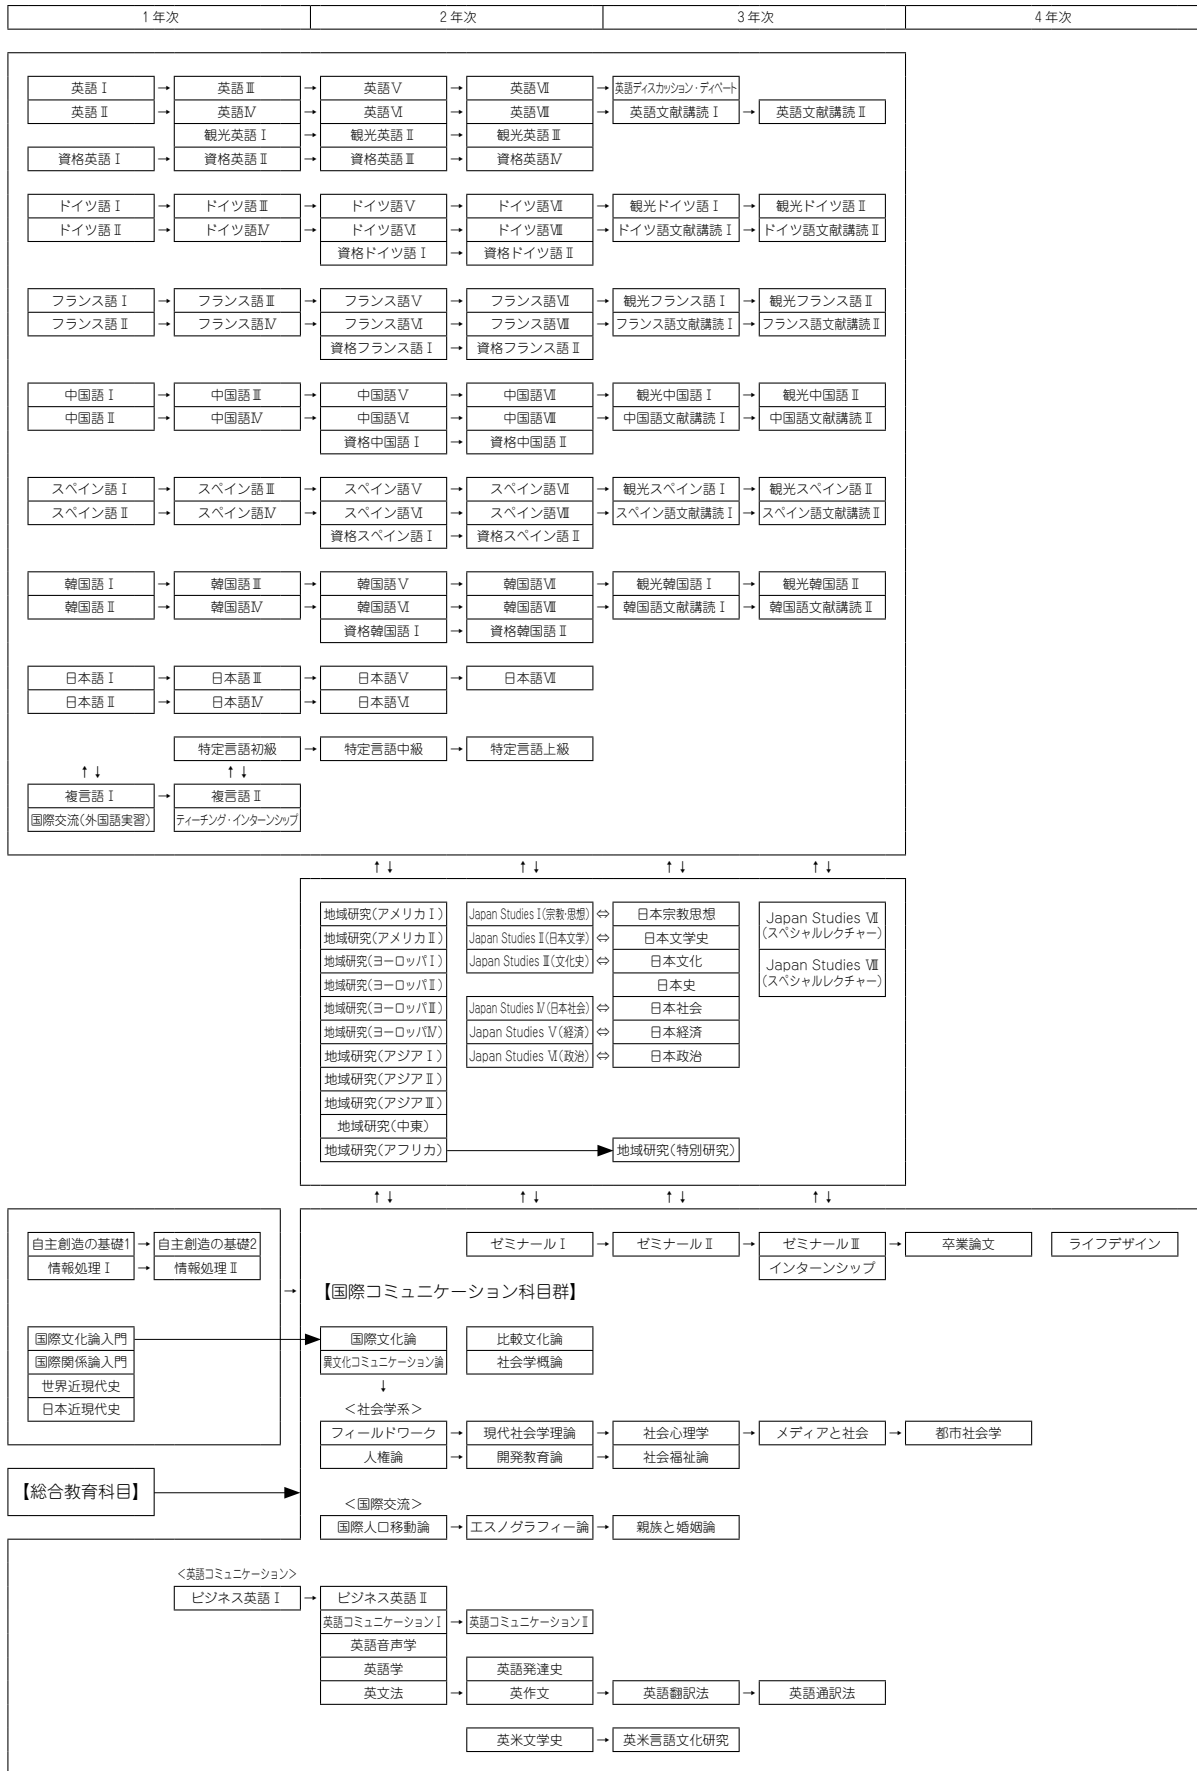 1年次 2年次 3年次 4年次
英語Ⅰ → 英語Ⅲ → 英語Ⅴ → 英語Ⅶ → 英語ディスカッション・ディベート
英語Ⅱ → 英語Ⅳ → 英語Ⅵ → 英語Ⅷ → 英語文献講読Ⅰ → 英語文献講読Ⅱ
観光英語Ⅰ → 観光英語Ⅱ → 観光英語Ⅲ
資格英語Ⅰ → 資格英語Ⅱ → 資格英語Ⅲ → 資格英語Ⅳ
ドイツ語Ⅰ → ドイツ語Ⅲ → ドイツ語Ⅴ → ドイツ語Ⅶ → 観光ドイツ語Ⅰ → 観光ドイツ語Ⅱ
ドイツ語Ⅱ → ドイツ語Ⅳ → ドイツ語Ⅵ → ドイツ語Ⅷ → ドイツ語文献講読Ⅰ → ドイツ語文献講読Ⅱ
資格ドイツ語Ⅰ → 資格ドイツ語Ⅱ
フランス語Ⅰ → フランス語Ⅲ → フランス語Ⅴ → フランス語Ⅶ → 観光フランス語Ⅰ → 観光フランス語Ⅱ
フランス語Ⅱ → フランス語Ⅳ → フランス語Ⅵ → フランス語Ⅷ → フランス語文献講読Ⅰ → フランス語文献講読Ⅱ
資格フランス語Ⅰ → 資格フランス語Ⅱ
中国語Ⅰ → 中国語Ⅲ → 中国語Ⅴ → 中国語Ⅶ → 観光中国語Ⅰ → 観光中国語Ⅱ
中国語Ⅱ → 中国語Ⅳ → 中国語Ⅵ → 中国語Ⅷ → 中国語文献講読Ⅰ → 中国語文献講読Ⅱ
資格中国語Ⅰ → 資格中国語Ⅱ
スペイン語Ⅰ → スペイン語Ⅲ → スペイン語Ⅴ → スペイン語Ⅶ → 観光スペイン語Ⅰ → 観光スペイン語Ⅱ
スペイン語Ⅱ → スペイン語Ⅳ → スペイン語Ⅵ → スペイン語Ⅷ → スペイン語文献講読Ⅰ → スペイン語文献講読Ⅱ
資格スペイン語Ⅰ → 資格スペイン語Ⅱ
韓国語Ⅰ → 韓国語Ⅲ → 韓国語Ⅴ → 韓国語Ⅶ → 観光韓国語Ⅰ → 観光韓国語Ⅱ
韓国語Ⅱ → 韓国語Ⅳ → 韓国語Ⅵ → 韓国語Ⅷ → 韓国語文献講読Ⅰ → 韓国語文献講読Ⅱ
資格韓国語Ⅰ → 資格韓国語Ⅱ
日本語Ⅰ → 日本語Ⅲ → 日本語Ⅴ → 日本語Ⅶ
日本語Ⅱ → 日本語Ⅳ → 日本語Ⅵ
特定言語初級 → 特定言語中級 → 特定言語上級
↑↓ ↑↓
複言語Ⅰ → 複言語Ⅱ
国際交流(外国語実習) ティーチング・インターンシップ
↑↓ ↑↓ ↑↓ ↑↓
地域研究(アメリカⅠ) Japan Studies Ⅰ(宗教・思想) ⇔ 日本宗教思想 Japan Studies Ⅶ
(スペシャルレクチャー)
地域研究(アメリカⅡ) Japan Studies Ⅱ(日本文学) ⇔ 日本文学史
地域研究(ヨーロッパⅠ) Japan Studies Ⅲ(文化史) ⇔ 日本文化 Japan Studies Ⅷ
(スペシャルレクチャー)
地域研究(ヨーロッパⅡ) 日本史
地域研究(ヨーロッパⅢ) Japan Studies Ⅳ(日本社会) ⇔ 日本社会
地域研究(ヨーロッパⅣ) Japan Studies Ⅴ(経済) ⇔ 日本経済
地域研究(アジアⅠ) Japan Studies Ⅵ(政治) ⇔ 日本政治
地域研究(アジアⅡ)
地域研究(アジアⅢ)
地域研究(中東)
地域研究(アフリカ) → 地域研究(特別研究)
↑↓ ↑↓ ↑↓ ↑↓
自主創造の基礎1 → 自主創造の基礎2 ゼミナールⅠ → ゼミナールⅡ → ゼミナールⅢ → 卒業論文 ライフデザイン
情報処理Ⅰ → 情報処理Ⅱ インターンシップ
→ 【国際コミュニケーション科目群】
国際文化論入門 → 国際文化論 比較文化論
国際関係論入門 異文化コミュニケーション論 社会学概論
世界近現代史 ↓
日本近現代史 <社会学系>
フィールドワーク → 現代社会学理論 → 社会心理学 → メディアと社会 → 都市社会学
人権論 → 開発教育論 → 社会福祉論
【総合教育科目】 →
<国際交流>
国際人口移動論 → エスノグラフィー論 → 親族と婚姻論
<英語コミュニケーション>
ビジネス英語Ⅰ → ビジネス英語Ⅱ
英語コミュニケーションⅠ → 英語コミュニケーションⅡ
英語音声学
英語学 英語発達史
英文法 → 英作文 → 英語翻訳法 → 英語通訳法
英米文学史 → 英米言語文化研究